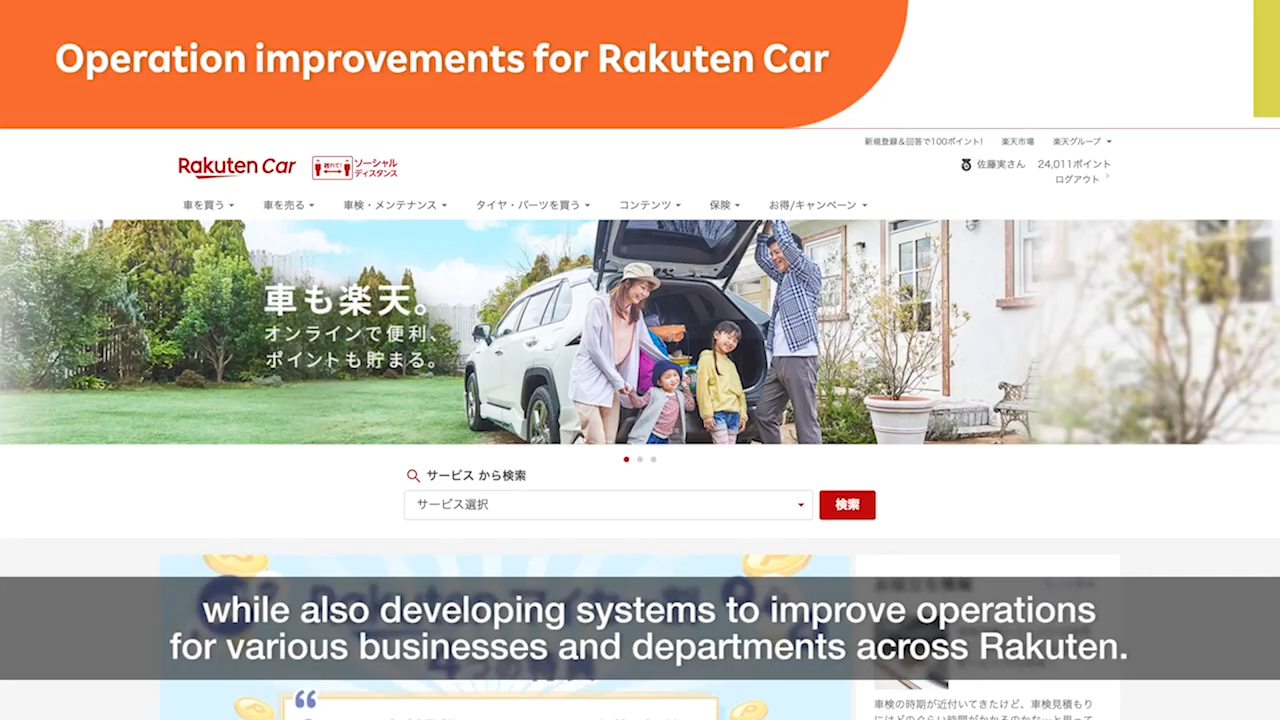 Operation improvements for Rakuten Car
新規登録&回答で100ポイント! 楽天市場 楽天グループ
Rakuten Car 離れて! ソーシャル
ディスタンス
佐藤実さん 24,011ポイント
ログアウト
車を買う 車を売る 車検・メンテナンス タイヤ・パーツを買う コンテンツ 保険 お得/キャンペーン
車も楽天。
オンラインで便利、
ポイントも貯まる。
サービス から検索
サービス選択 検索
while also developing systems to improve operations
for various businesses and departments across Rakuten.
車検の時期が近付いてきたけど、車検見積もり